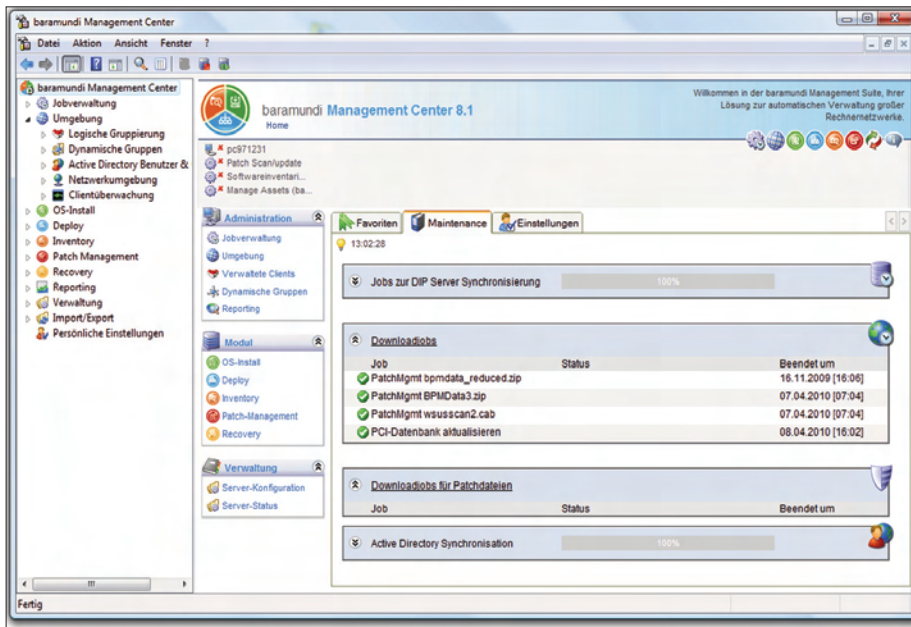 baramundi Management Center
Datei Aktion Ansicht Fenster ?
baramundi Management Center
Jobverwaltung
Umgebung
Logische Gruppierung
Dynamische Gruppen
Active Directory Benutzer &
Netzwerkumgebung
Clientüberwachung
OS-Install
Deploy
Inventory
Patch Management
Recovery
Reporting
Verwaltung
Import/Export
Persönliche Einstellungen
baramundi Management Center 8.1
Home
Willkommen in der baramundi Management Suite, Ihrer
Lösung zur automatischen Verwaltung großer
Rechnernetzwerke.
pc971231
Patch Scan/update
Softwareinventari...
Manage Assets (ba...
Administration
Jobverwaltung
Umgebung
Verwaltete Clients
Dynamische Gruppen
Reporting
Modul
OS-Install
Deploy
Inventory
Patch-Management
Recovery
Verwaltung
Server-Konfiguration
Server-Status
Favoriten Maintenance Einstellungen
13:02:28
Jobs zur DIP Server Synchronisierung 100%
Downloadjobs
Job Status Beendet um
PatchMgmt bpmdata_reduced.zip 16.11.2009 [16:06]
PatchMgmt BPMData3.zip 07.04.2010 [07:04]
PatchMgmt wsusscan2.cab 07.04.2010 [07:04]
PCI-Datenbank aktualisieren 08.04.2010 [16:02]
Downloadjobs für Patchdateien
Job Status Beendet um
Active Directory Synchronisation 100%
Fertig